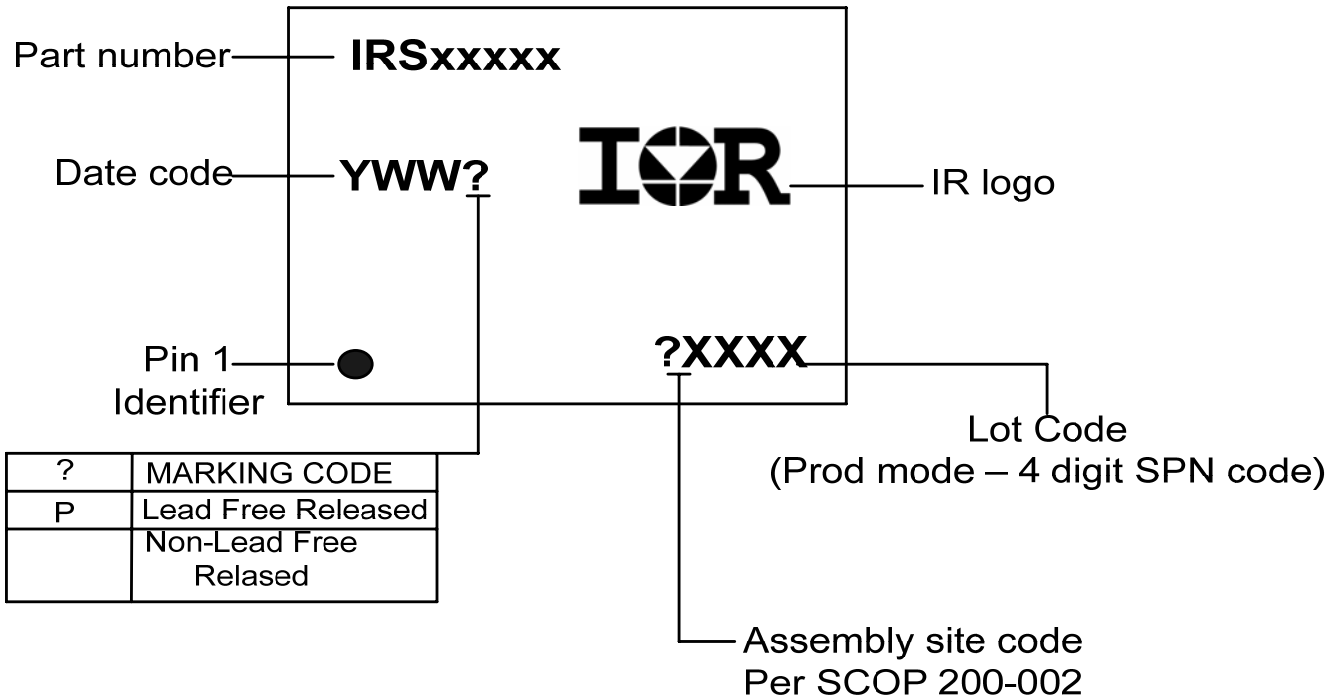 Part number
IRSxxxxx
Date code
YWW?
IOR
IR logo
Pin 1
Identifier
?XXXX
Lot Code
(Prod mode – 4 digit SPN code)
? MARKING CODE
P Lead Free Released
Non-Lead Free
Relased
Assembly site code
Per SCOP 200-002